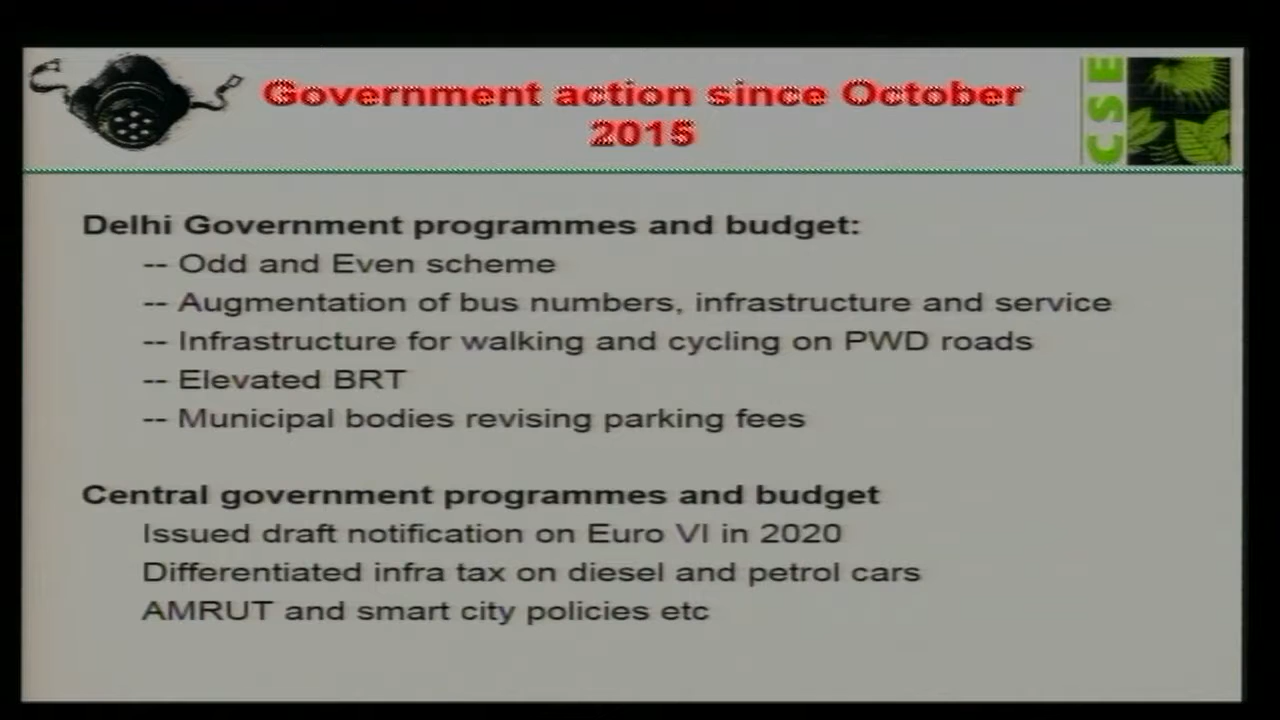 Government action since October
2015
CSE
Delhi Government programmes and budget:
-- Odd and Even scheme
-- Augmentation of bus numbers, infrastructure and service
-- Infrastructure for walking and cycling on PWD roads
-- Elevated BRT
-- Municipal bodies revising parking fees
Central government programmes and budget
Issued draft notification on Euro VI in 2020
Differentiated infra tax on diesel and petrol cars
AMRUT and smart city policies etc